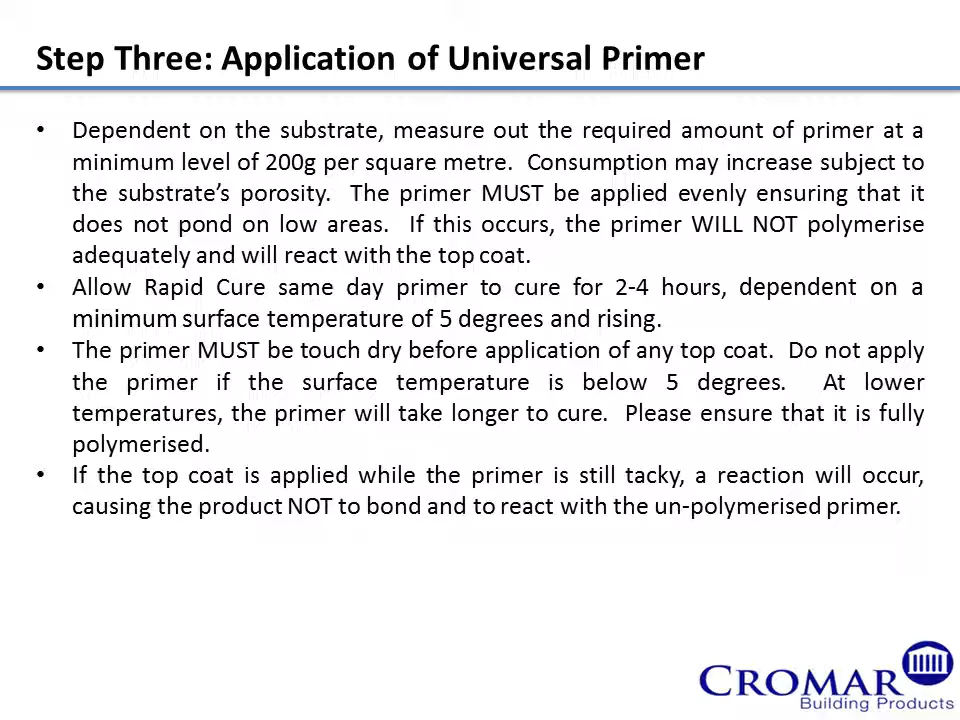 Step Three: Application of Universal Primer
• Dependent on the substrate, measure out the required amount of primer at a
minimum level of 200g per square metre. Consumption may increase subject to
the substrate’s porosity. The primer MUST be applied evenly ensuring that it
does not pond on low areas. If this occurs, the primer WILL NOT polymerise
adequately and will react with the top coat.
• Allow Rapid Cure same day primer to cure for 2-4 hours, dependent on a
minimum surface temperature of 5 degrees and rising.
• The primer MUST be touch dry before application of any top coat. Do not apply
the primer if the surface temperature is below 5 degrees. At lower
temperatures, the primer will take longer to cure. Please ensure that it is fully
polymerised.
• If the top coat is applied while the primer is still tacky, a reaction will occur,
causing the product NOT to bond and to react with the un-polymerised primer.
CROMAR
Building Products